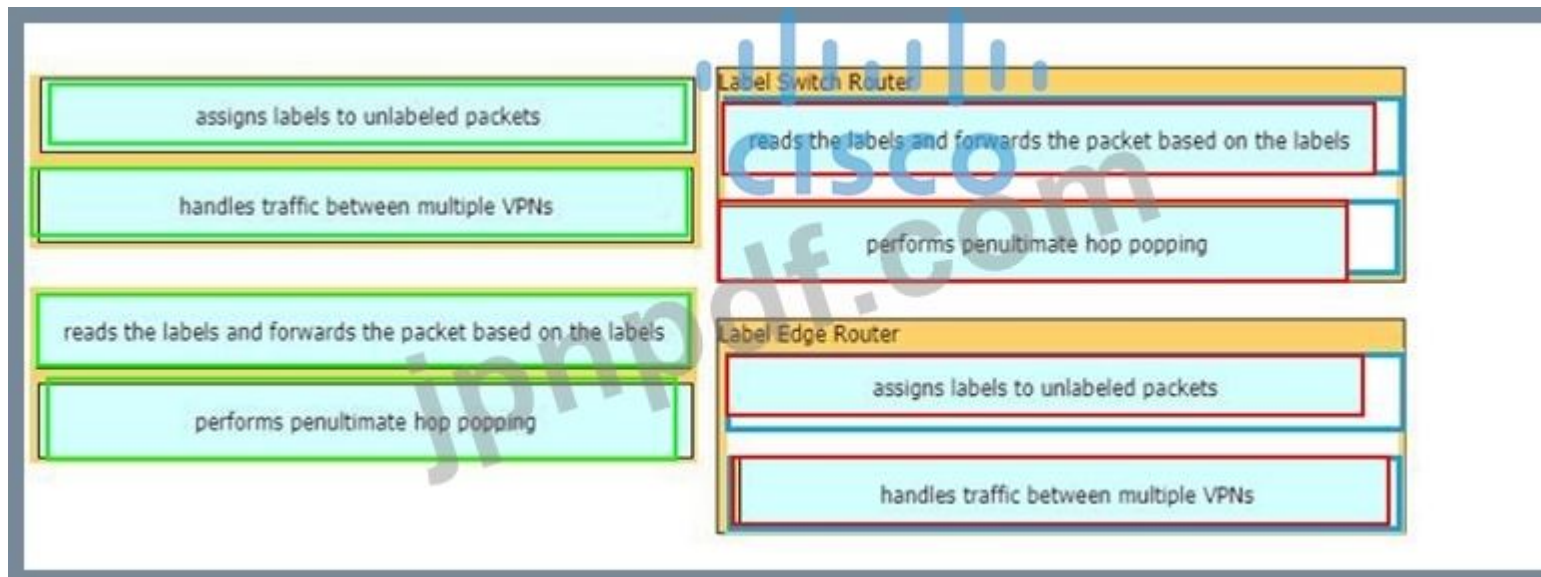 assigns labels to unlabeled packets
handles traffic between multiple VPNs
reads the labels and forwards the packet based on the labels
performs penultimate hop popping
Label Switch Router
reads the labels and forwards the packet based on the labels
performs penultimate hop popping
Label Edge Router
assigns labels to unlabeled packets
handles traffic between multiple VPNs
CISCO
jpnpdf.com